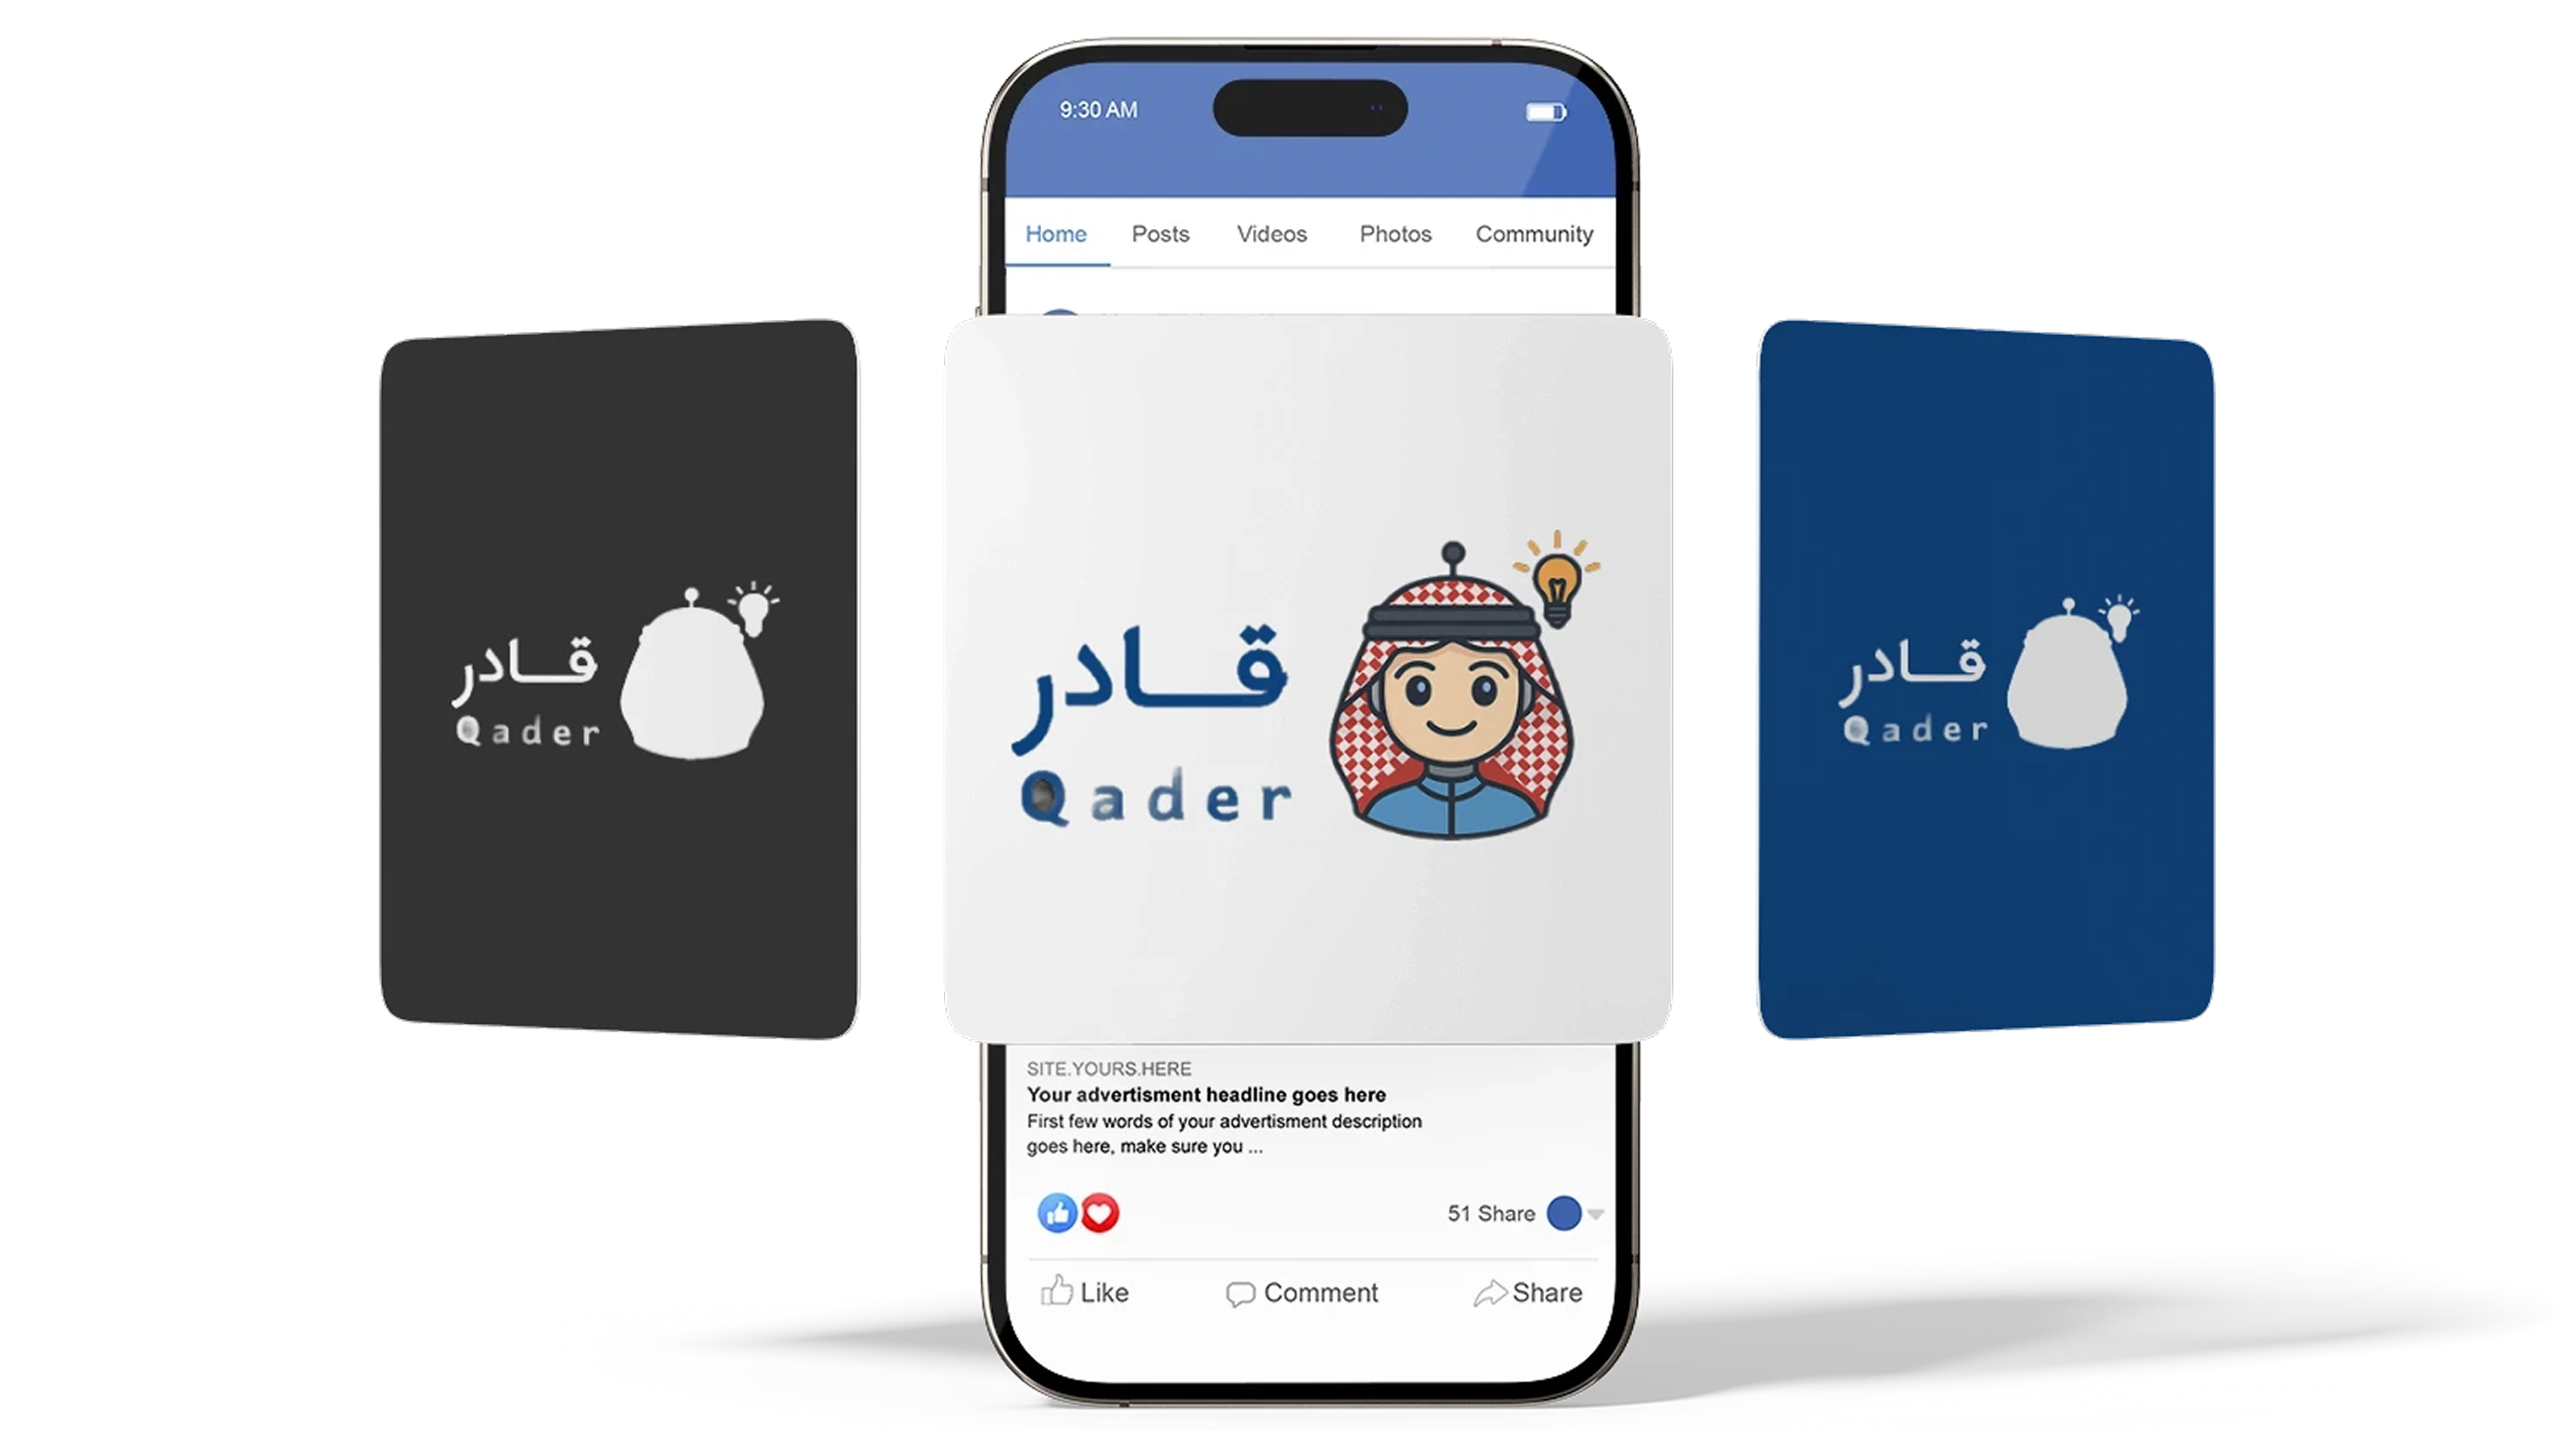 9:30 AM
Home Posts Videos Photos Community
قادر
Qader
قادر
Qader
قادر
Qader
SITE.YOURS.HERE
Your advertisment headline goes here
First few words of your advertisment description
goes here, make sure you ...
51 Share
Like Comment Share